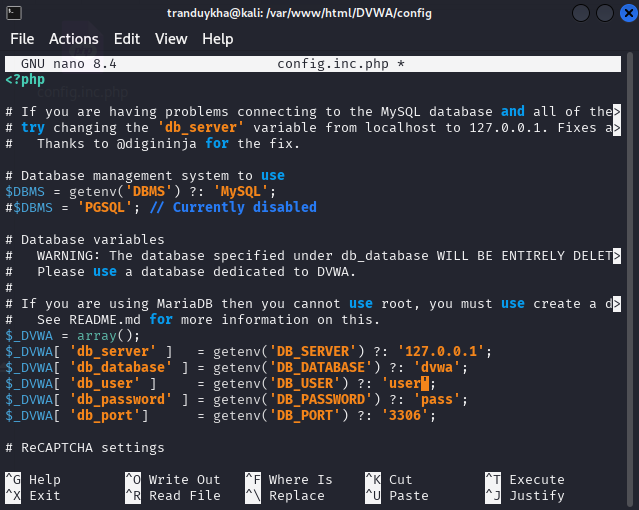 tranduykha@kali: /var/www/html/DVWA/config
File Actions Edit View Help
GNU nano 8.4 config.inc.php *
<?php
# If you are having problems connecting to the MySQL database and all of the>
# try changing the 'db_server' variable from localhost to 127.0.0.1. Fixes a>
#   Thanks to @digininja for the fix.
# Database management system to use
$DBMS = getenv('DBMS') ?: 'MySQL';
#$DBMS = 'PGSQL'; // Currently disabled
# Database variables
#   WARNING: The database specified under db_database WILL BE ENTIRELY DELET>
#   Please use a database dedicated to DVWA.
#
# If you are using MariaDB then you cannot use root, you must use create a d>
#   See README.md for more information on this.
$_DVWA = array();
$_DVWA[ 'db_server' ]   = getenv('DB_SERVER') ?: '127.0.0.1';
$_DVWA[ 'db_database' ] = getenv('DB_DATABASE') ?: 'dvwa';
$_DVWA[ 'db_user' ]     = getenv('DB_USER') ?: 'user';
$_DVWA[ 'db_password' ] = getenv('DB_PASSWORD') ?: 'pass';
$_DVWA[ 'db_port']      = getenv('DB_PORT') ?: '3306';
# ReCAPTCHA settings
^G Help ^O Write Out ^F Where Is ^K Cut ^T Execute
^X Exit ^R Read File ^\ Replace ^U Paste ^J Justify